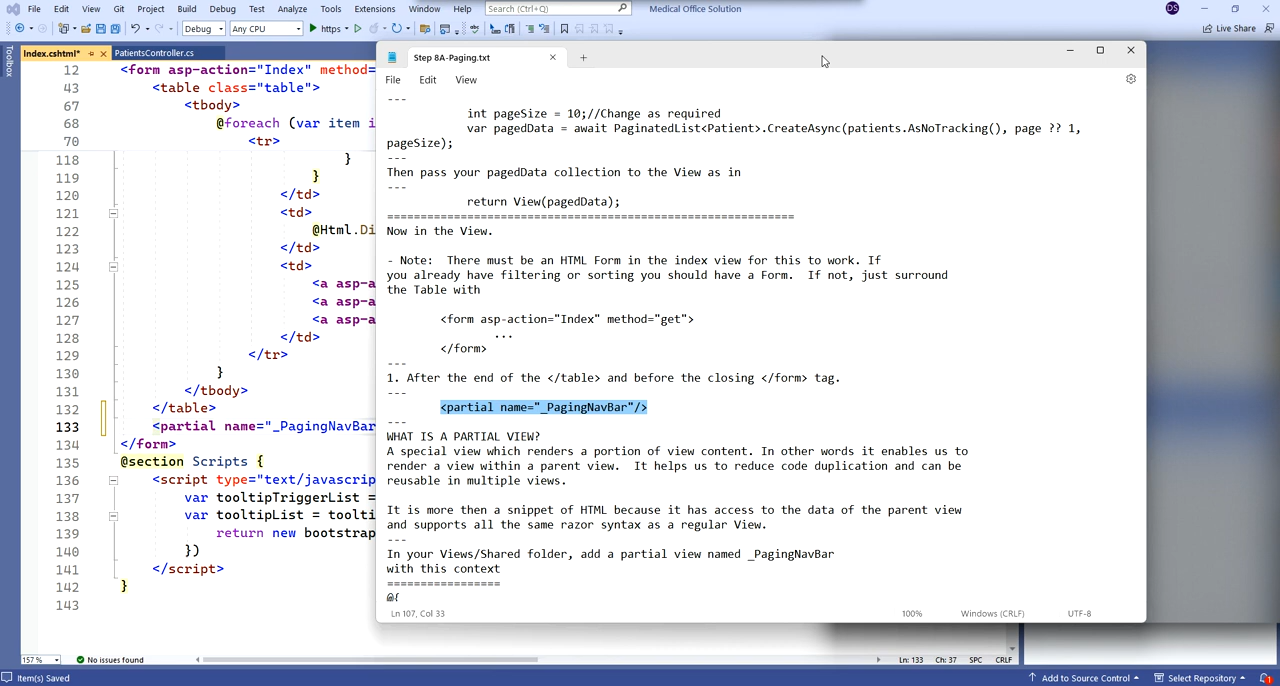 File Edit View Git Project Build Debug Test Analyze Tools Extensions Window Help Search (Ctrl+Q) Medical Office Solution DS
Debug Any CPU https Live Share
Toolbox
Index.cshtml* PatientsController.cs
12 <form asp-action="Index" method=
43 <table class="table">
67 <tbody>
68 @foreach (var item i
70 <tr>
118 }
119 }
120 </td>
121 <td>
122 @Html.Di
123 </td>
124 <td>
125 <a asp-a
126 <a asp-a
127 <a asp-a
128 </td>
129 </tr>
130 }
131 </tbody>
132 </table>
133 <partial name="_PagingNavBar
134 </form>
135 @section Scripts {
136 <script type="text/javascrip
137 var tooltipTriggerList =
138 var tooltipList = toolti
139 return new bootstrap
140 })
141 </script>
142 }
143
157 % No issues found Ln: 133 Ch: 37 SPC CRLF
Item(s) Saved Add to Source Control Select Repository 1
Step 8A-Paging.txt
File Edit View
---
int pageSize = 10;//Change as required
var pagedData = await PaginatedList<Patient>.CreateAsync(patients.AsNoTracking(), page ?? 1,
pageSize);
---
Then pass your pagedData collection to the View as in
---
return View(pagedData);
=============================================================
Now in the View.
- Note:  There must be an HTML Form in the index view for this to work. If
you already have filtering or sorting you should have a Form.  If not, just surround
the Table with
<form asp-action="Index" method="get">
...
</form>
---
1. After the end of the </table> and before the closing </form> tag.
---
<partial name="_PagingNavBar"/>
---
WHAT IS A PARTIAL VIEW?
A special view which renders a portion of view content. In other words it enables us to
render a view within a parent view.  It helps us to reduce code duplication and can be
reusable in multiple views.
It is more then a snippet of HTML because it has access to the data of the parent view
and supports all the same razor syntax as a regular View.
---
In your Views/Shared folder, add a partial view named _PagingNavBar
with this context
=================
@{
Ln 107, Col 33 100% Windows (CRLF) UTF-8